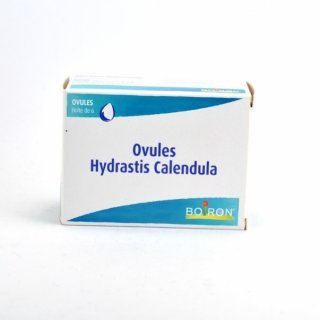 OVULES
Boîte de 6
Ovules
Hydrastis Calendula
BOIRON